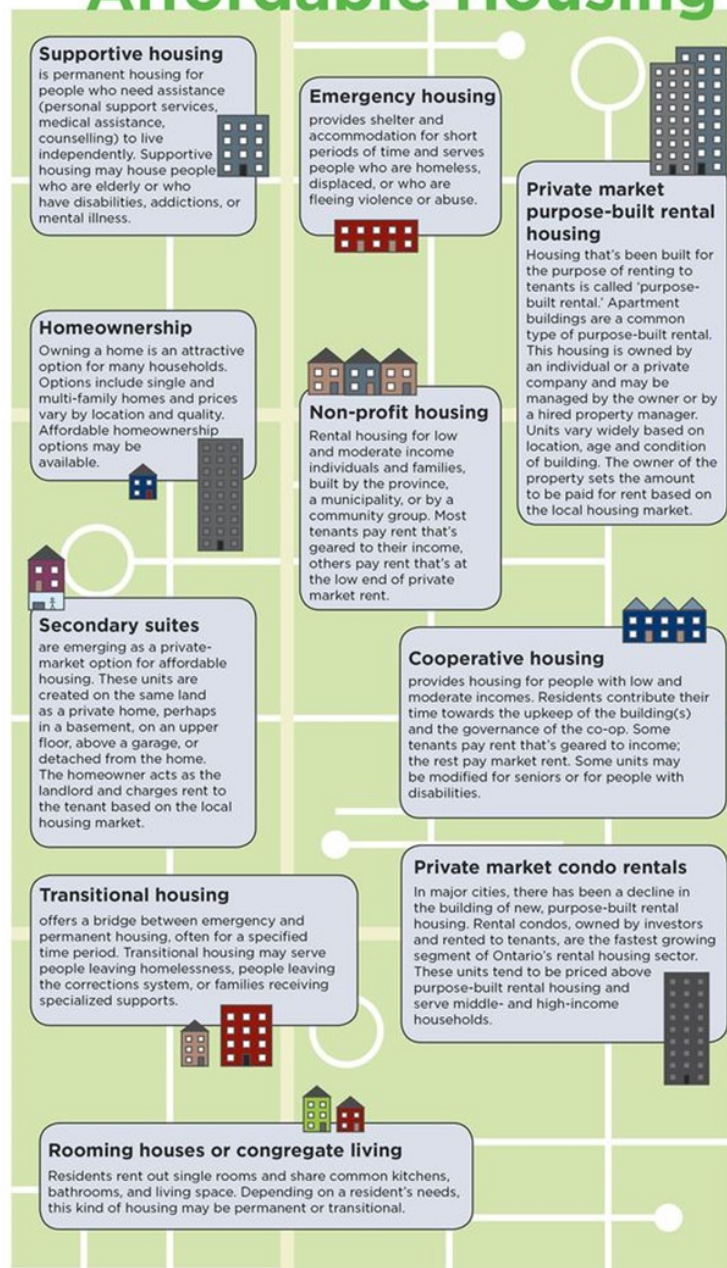 Affordable Housing
Supportive housing
is permanent housing for
people who need assistance
(personal support services,
medical assistance,
counselling) to live
independently. Supportive
housing may house people
who are elderly or who
have disabilities, addictions, or
mental illness.
Emergency housing
provides shelter and
accommodation for short
periods of time and serves
people who are homeless,
displaced, or who are
fleeing violence or abuse.
Private market
purpose-built rental
housing
Housing that's been built for
the purpose of renting to
tenants is called 'purpose-
built rental.' Apartment
buildings are a common
type of purpose-built rental.
This housing is owned by
an individual or a private
company and may be
managed by the owner or by
a hired property manager.
Units vary widely based on
location, age and condition
of building. The owner of the
property sets the amount
to be paid for rent based on
the local housing market.
Homeownership
Owning a home is an attractive
option for many households.
Options include single and
multi-family homes and prices
vary by location and quality.
Affordable homeownership
options may be
available.
Non-profit housing
Rental housing for low
and moderate income
individuals and families,
built by the province,
a municipality, or by a
community group. Most
tenants pay rent that's
geared to their income,
others pay rent that's at
the low end of private
market rent.
Secondary suites
are emerging as a private-
market option for affordable
housing. These units are
created on the same land
as a private home, perhaps
in a basement, on an upper
floor, above a garage, or
detached from the home.
The homeowner acts as the
landlord and charges rent to
the tenant based on the local
housing market.
Cooperative housing
provides housing for people with low and
moderate incomes. Residents contribute their
time towards the upkeep of the building(s)
and the governance of the co-op. Some
tenants pay rent that's geared to income;
the rest pay market rent. Some units may
be modified for seniors or for people with
disabilities.
Transitional housing
offers a bridge between emergency and
permanent housing, often for a specified
time period. Transitional housing may serve
people leaving homelessness, people leaving
the corrections system, or families receiving
specialized supports.
Private market condo rentals
In major cities, there has been a decline in
the building of new, purpose-built rental
housing. Rental condos, owned by investors
and rented to tenants, are the fastest growing
segment of Ontario's rental housing sector.
These units tend to be priced above
purpose-built rental housing and
serve middle- and high-income
households.
Rooming houses or congregate living
Residents rent out single rooms and share common kitchens,
bathrooms, and living space. Depending on a resident's needs,
this kind of housing may be permanent or transitional.